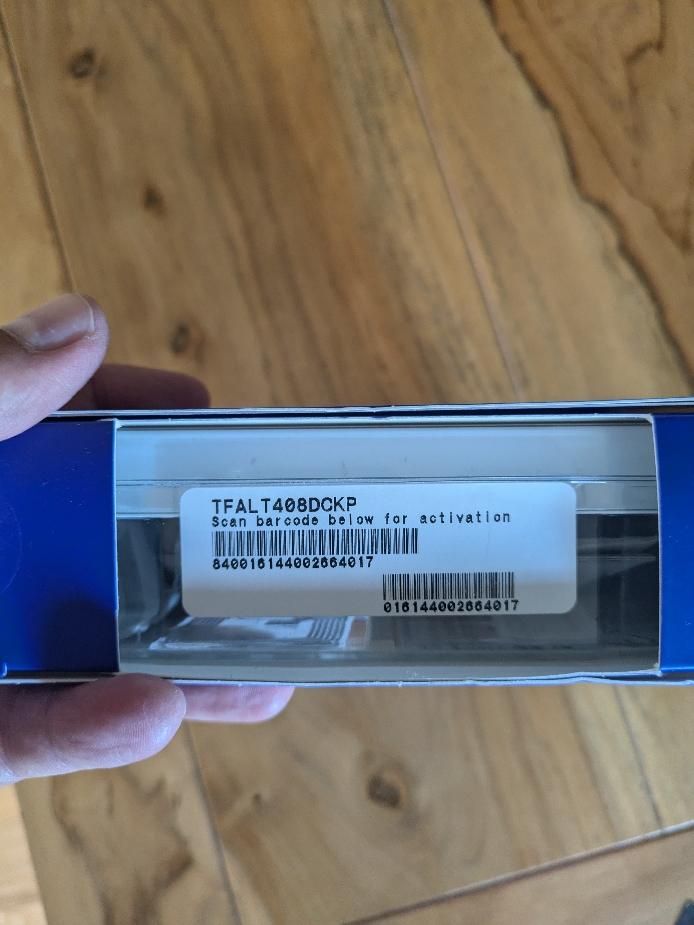 TFALT408DCKP
Scan barcode below for activation
840016144002664017
016144002664017